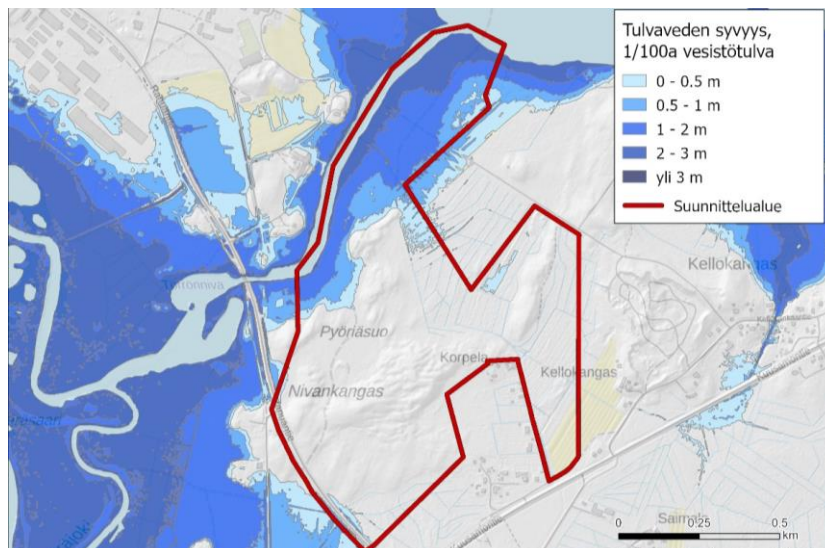 Tulvaveden syvyys,
1/100a vesistötulva
0 - 0.5 m
0.5 - 1 m
1 - 2 m
2 - 3 m
yli 3 m
Suunnittelualue
Kellokangas
Pyöriäsuo
Korpela
Kellokangas
Nivankangas
Saimala
0 0.25 0.5
km